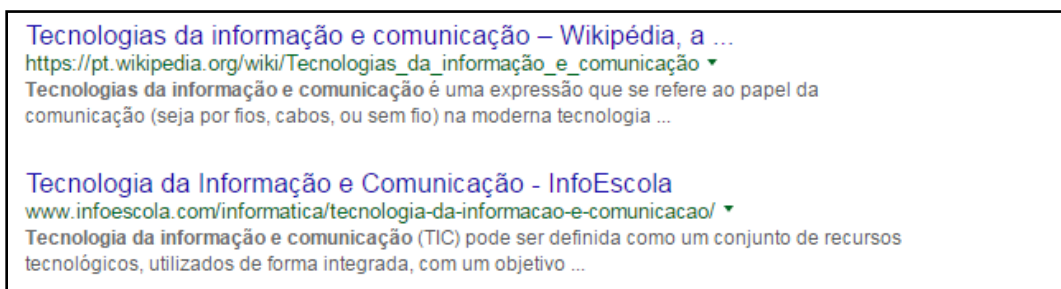 Tecnologias da informação e comunicação – Wikipédia, a ...
https://pt.wikipedia.org/wiki/Tecnologias_da_informação_e_comunicação
Tecnologias da informação e comunicação é uma expressão que se refere ao papel da
comunicação (seja por fios, cabos, ou sem fio) na moderna tecnologia ...
Tecnologia da Informação e Comunicação - InfoEscola
www.infoescola.com/informatica/tecnologia-da-informacao-e-comunicacao/
Tecnologia da informação e comunicação (TIC) pode ser definida como um conjunto de recursos
tecnológicos, utilizados de forma integrada, com um objetivo ...